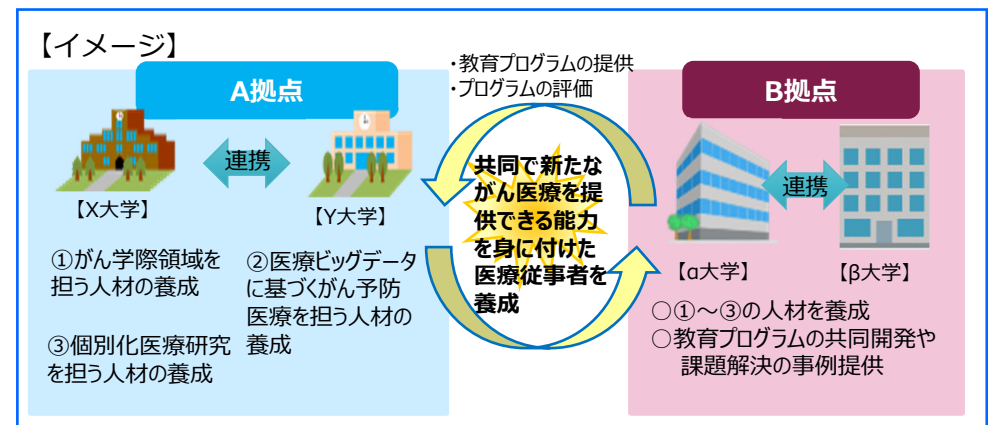 【イメージ】
A拠点
連携
【X大学】
【Y大学】
①がん学際領域を
担う人材の養成
②医療ビッグデータ
に基づくがん予防
医療を担う人材の
養成
③個別化医療研究
を担う人材の養成
・教育プログラムの提供
・プログラムの評価
共同で新たな
がん医療を提
供できる能力
を身に付けた
医療従事者を
養成
B拠点
連携
【α大学】
【β大学】
○①～③の人材を養成
○教育プログラムの共同開発や
課題解決の事例提供